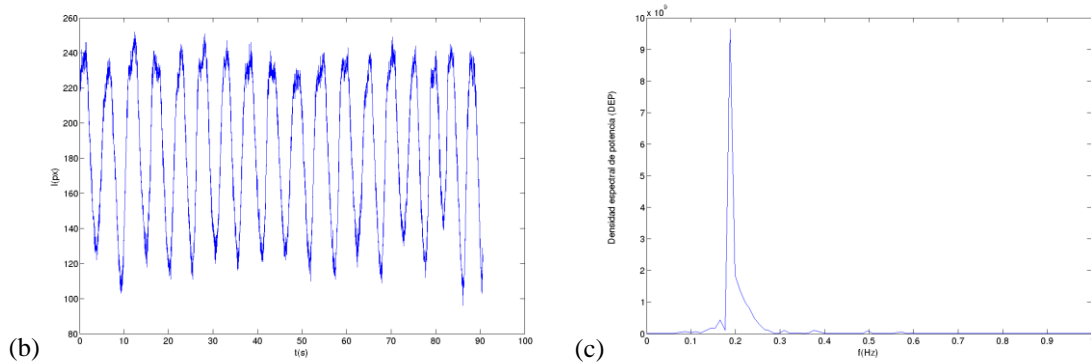 260
240
220
200
180
160
140
120
100
80
0 10 20 30 40 50 60 70 80 90 100
I(px)
t(s)
(b)
x 10⁹
10
9
8
7
6
5
4
3
2
1
0
0 0.1 0.2 0.3 0.4 0.5 0.6 0.7 0.8 0.9
Densidad espectral de potencia (DEP)
f(Hz)
(c)